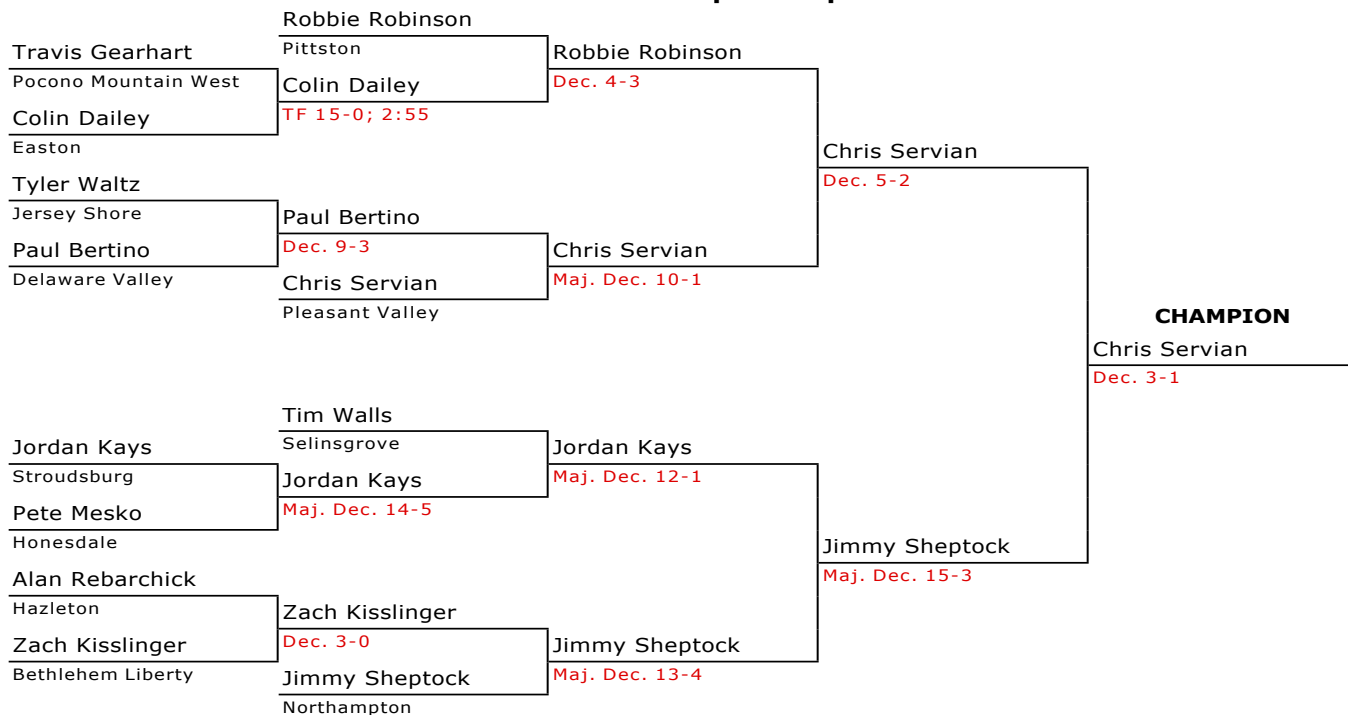 Robbie Robinson
Travis Gearhart
Pittston
Robbie Robinson
Pocono Mountain West
Colin Dailey
Dec. 4-3
Colin Dailey
TF 15-0; 2:55
Easton
Chris Servian
Tyler Waltz
Dec. 5-2
Jersey Shore
Paul Bertino
Paul Bertino
Dec. 9-3
Chris Servian
Delaware Valley
Chris Servian
Maj. Dec. 10-1
Pleasant Valley
CHAMPION
Chris Servian
Dec. 3-1
Tim Walls
Jordan Kays
Selinsgrove
Jordan Kays
Stroudsburg
Jordan Kays
Maj. Dec. 12-1
Pete Mesko
Maj. Dec. 14-5
Honesdale
Jimmy Sheptock
Alan Rebarchick
Maj. Dec. 15-3
Hazleton
Zach Kisslinger
Zach Kisslinger
Dec. 3-0
Jimmy Sheptock
Bethlehem Liberty
Jimmy Sheptock
Maj. Dec. 13-4
Northampton